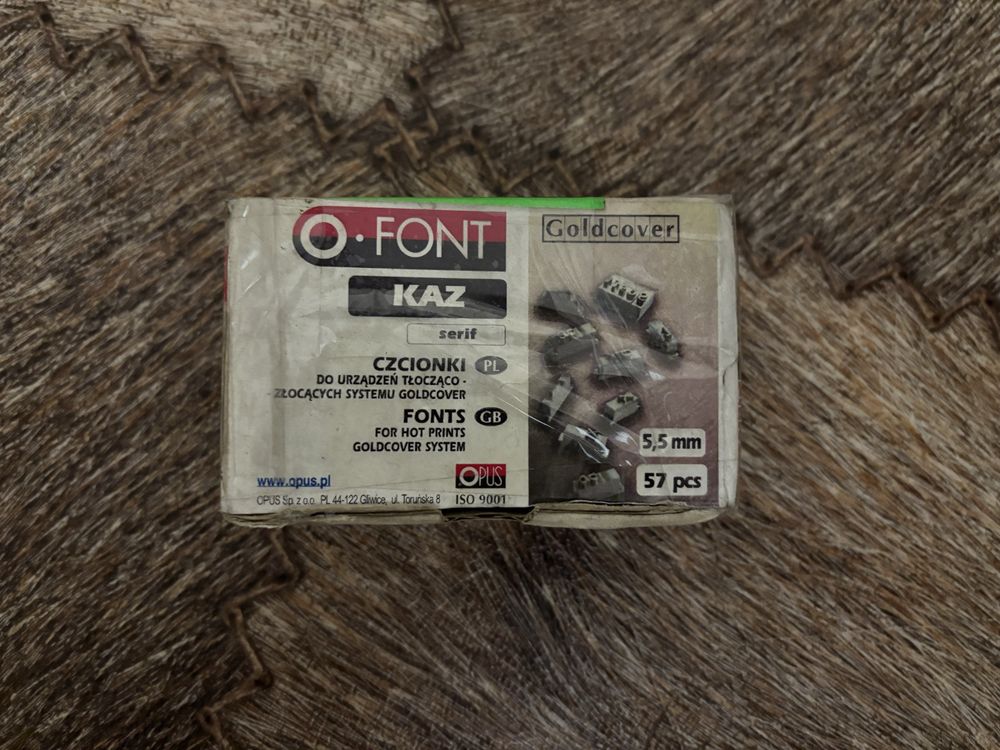 O·FONT
Goldcover
KAZ
serif
CZCIONKI PL
DO URZĄDZEŃ TŁOCZĄCO -
- ZŁOCĄCYCH SYSTEMU GOLDCOVER
FONTS GB
FOR HOT PRINTS
GOLDCOVER SYSTEM
5,5 mm
57 pcs
www.opus.pl
OPUS
OPUS Sp. z o.o. PL 44-122 Gliwice, ul. Toruńska 8
ISO 9001